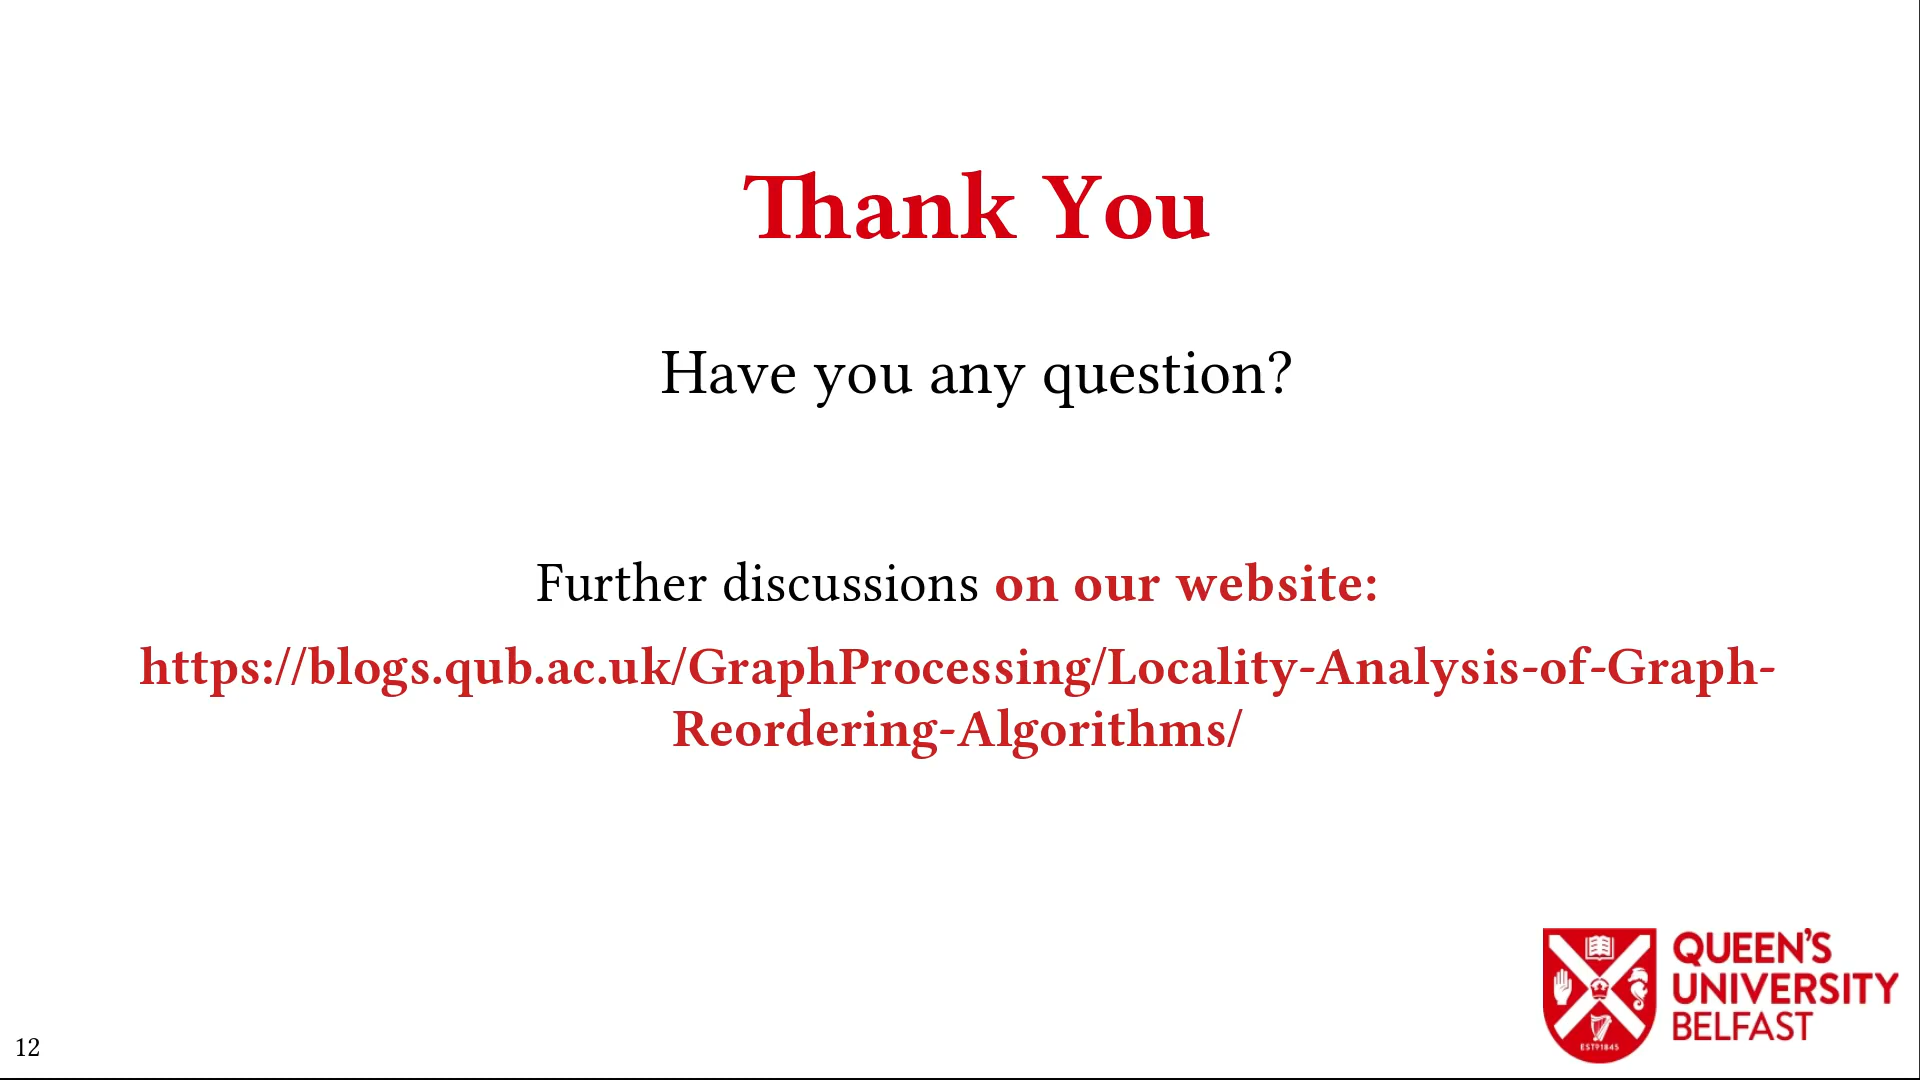 Thank You
Have you any question?
Further discussions on our website:
https://blogs.qub.ac.uk/GraphProcessing/Locality-Analysis-of-Graph-
Reordering-Algorithms/
QUEEN'S
UNIVERSITY
BELFAST
ESTD1845
12